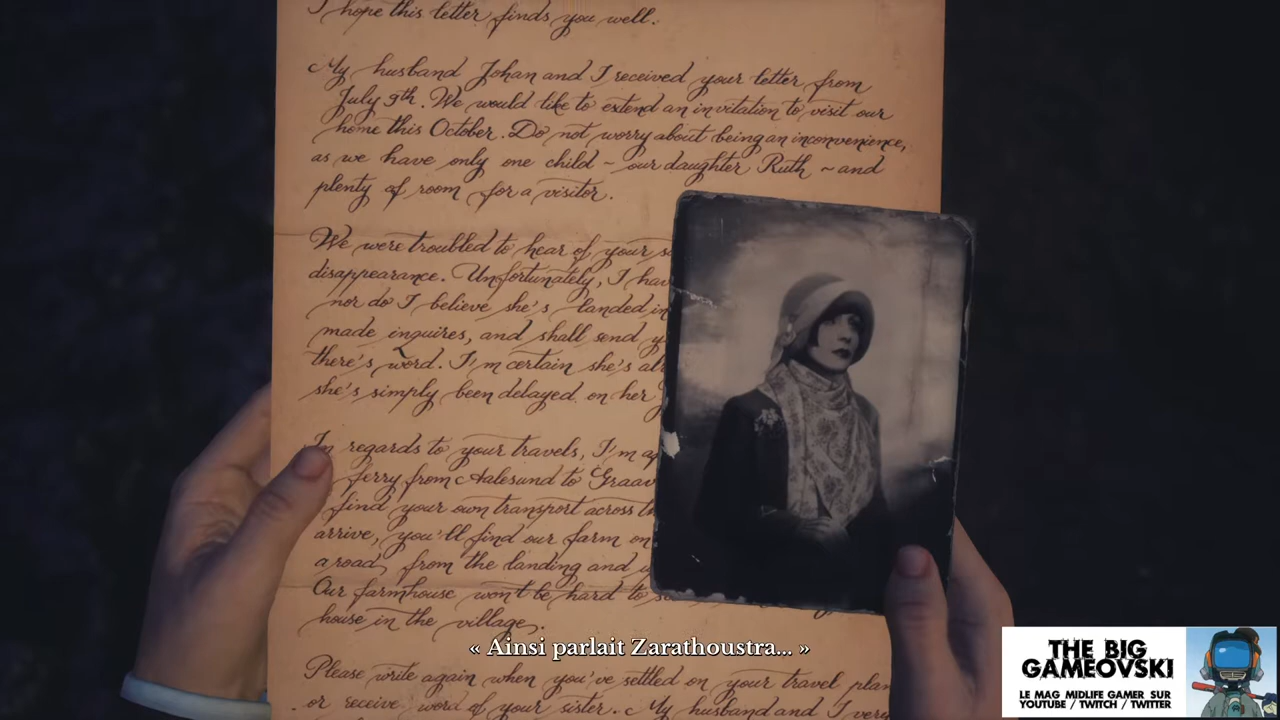 I hope this letter finds you well.
My husband Johan and I received your letter from
July 9th. We would like to extend an invitation to visit our
home this October. Do not worry about being an inconvenience,
as we have only one child ~ our daughter Ruth ~ and
plenty of room for a visitor.
We were troubled to hear of your
disappearance. Unfortunately, I
nor do I believe she's landed
made inquires, and shall send
there's word. I'm certain she's
she's simply been delayed on her
In regards to your travels, I'm
ferry from Aalesund to
find your own transport across
arrive, you'll find our farm on
a road, from the landing and
Our farmhouse won't be hard to
house in the village.
« Ainsi parlait Zarathoustra... »
Please write again when you've settled on your travel
or receive word of your sister. My husband and I very
THE BIG
GAMEOVSKI
LE MAG MIDLIFE GAMER SUR
YOUTUBE / TWITCH / TWITTER